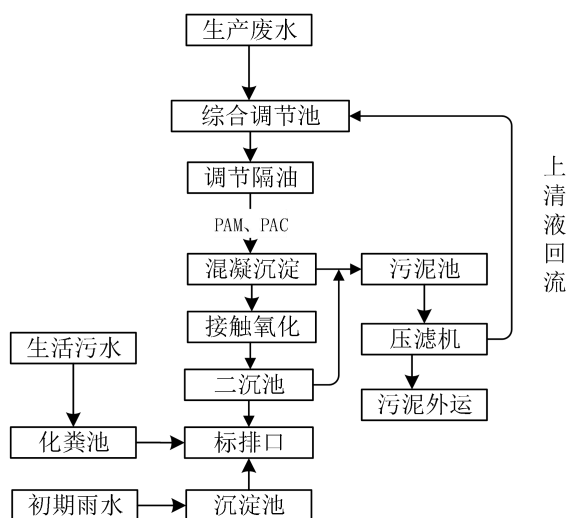 生产废水
综合调节池
调节隔油
PAM、PAC
混凝沉淀
污泥池
接触氧化
压滤机
生活污水
二沉池
污泥外运
化粪池
标排口
初期雨水
沉淀池
上清液回流